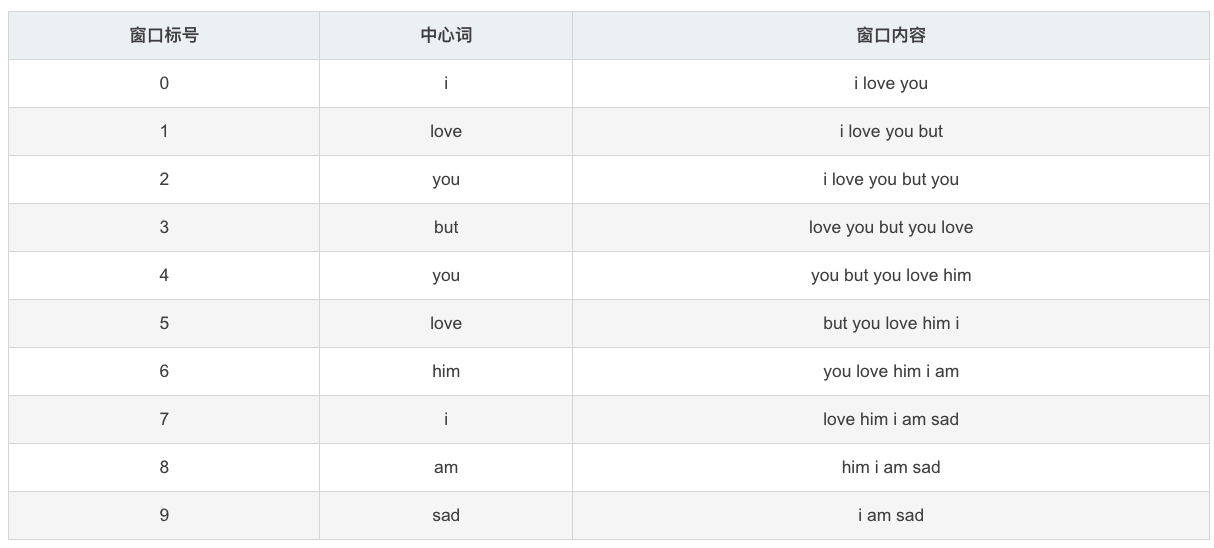 窗口标号 中心词 窗口内容
0 i i love you
1 love i love you but
2 you i love you but you
3 but love you but you love
4 you you but you love him
5 love but you love him i
6 him you love him i am
7 i love him i am sad
8 am him i am sad
9 sad i am sad